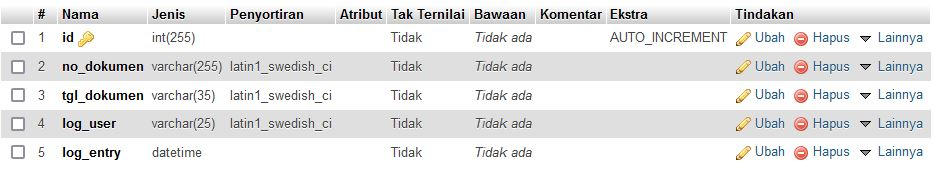 # Nama Jenis Penyortiran Atribut Tak Ternilai Bawaan Komentar Ekstra Tindakan
1 id int(255) Tidak Tidak ada AUTO_INCREMENT Ubah Hapus Lainnya
2 no_dokumen varchar(255) latin1_swedish_ci Tidak Tidak ada Ubah Hapus Lainnya
3 tgl_dokumen varchar(35) latin1_swedish_ci Tidak Tidak ada Ubah Hapus Lainnya
4 log_user varchar(25) latin1_swedish_ci Tidak Tidak ada Ubah Hapus Lainnya
5 log_entry datetime Tidak Tidak ada Ubah Hapus Lainnya